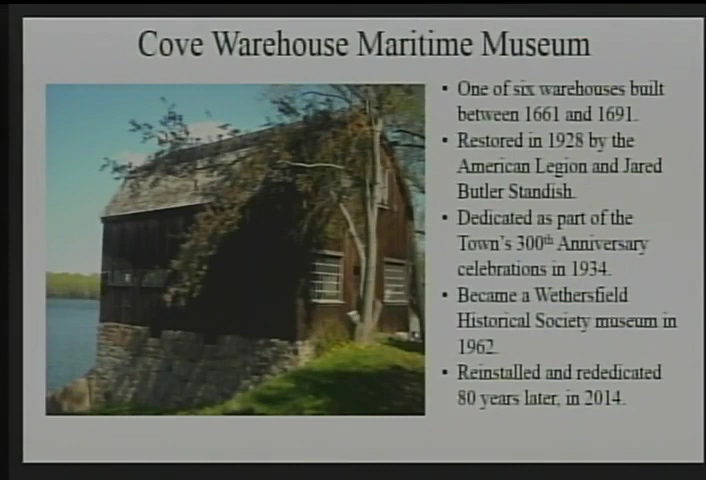 Cove Warehouse Maritime Museum
• One of six warehouses built
between 1661 and 1691.
• Restored in 1928 by the
American Legion and Jared
Butler Standish.
• Dedicated as part of the
Town's 300th Anniversary
celebrations in 1934.
• Became a Wethersfield
Historical Society museum in
1962.
• Reinstalled and rededicated
80 years later, in 2014.